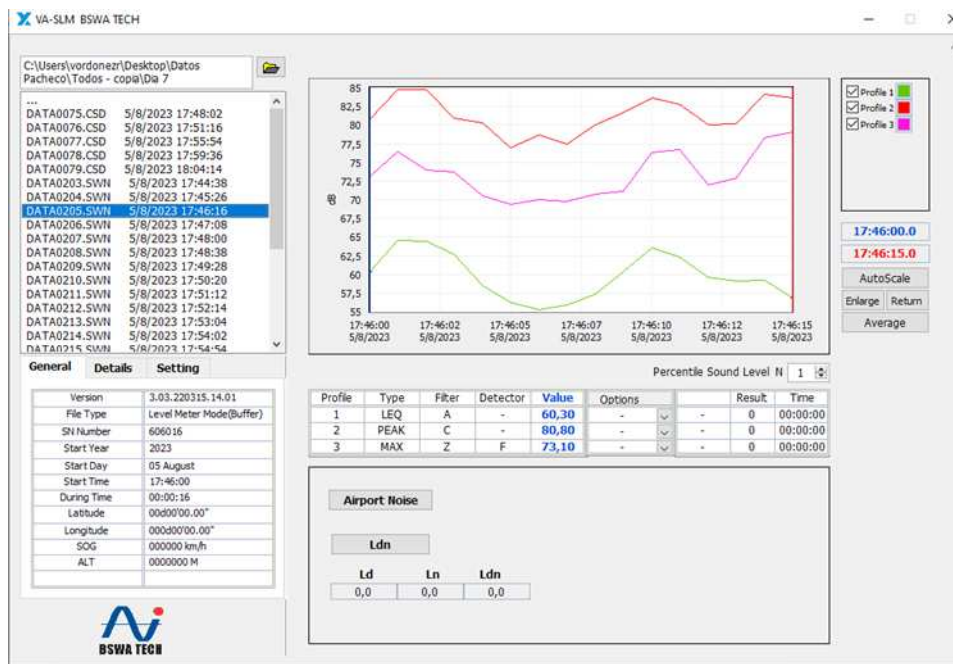 VA-SLM BSWA TECH
C:\Users\vordonezr\Desktop\Datos
Pacheco\Todos - copia\Dia 7
...
DATA0075.CSD 5/8/2023 17:48:02
DATA0076.CSD 5/8/2023 17:51:16
DATA0077.CSD 5/8/2023 17:55:54
DATA0078.CSD 5/8/2023 17:59:36
DATA0079.CSD 5/8/2023 18:04:14
DATA0203.SWN 5/8/2023 17:44:38
DATA0204.SWN 5/8/2023 17:45:26
DATA0205.SWN 5/8/2023 17:46:16
DATA0206.SWN 5/8/2023 17:47:08
DATA0207.SWN 5/8/2023 17:48:00
DATA0208.SWN 5/8/2023 17:48:38
DATA0209.SWN 5/8/2023 17:49:28
DATA0210.SWN 5/8/2023 17:50:20
DATA0211.SWN 5/8/2023 17:51:12
DATA0212.SWN 5/8/2023 17:52:14
DATA0213.SWN 5/8/2023 17:53:04
DATA0214.SWN 5/8/2023 17:54:02
DATA0215.SWN 5/8/2023 17:54:54
General Details Setting
Version 3.03.220315.14.01
File Type Level Meter Mode(Buffer)
SN Number 606016
Start Year 2023
Start Day 05 August
Start Time 17:46:00
During Time 00:00:16
Latitude 00d00'00.00"
Longitude 000d00'00.00"
SOG 000000 km/h
ALT 0000000 M
BSWA TECH
dB
85
82,5
80
77,5
75
72,5
70
67,5
65
62,5
60
57,5
55
17:46:00 17:46:02 17:46:05 17:46:07 17:46:10 17:46:12 17:46:15
5/8/2023 5/8/2023 5/8/2023 5/8/2023 5/8/2023 5/8/2023 5/8/2023
Profile 1
Profile 2
Profile 3
17:46:00.0
17:46:15.0
AutoScale
Enlarge Return
Average
Percentile Sound Level N 1
Profile Type Filter Detector Value Options Result Time
1 LEQ A - 60,30 - - 0 00:00:00
2 PEAK C - 80,80 - - 0 00:00:00
3 MAX Z F 73,10 - - 0 00:00:00
Airport Noise
Ldn
Ld Ln Ldn
0,0 0,0 0,0